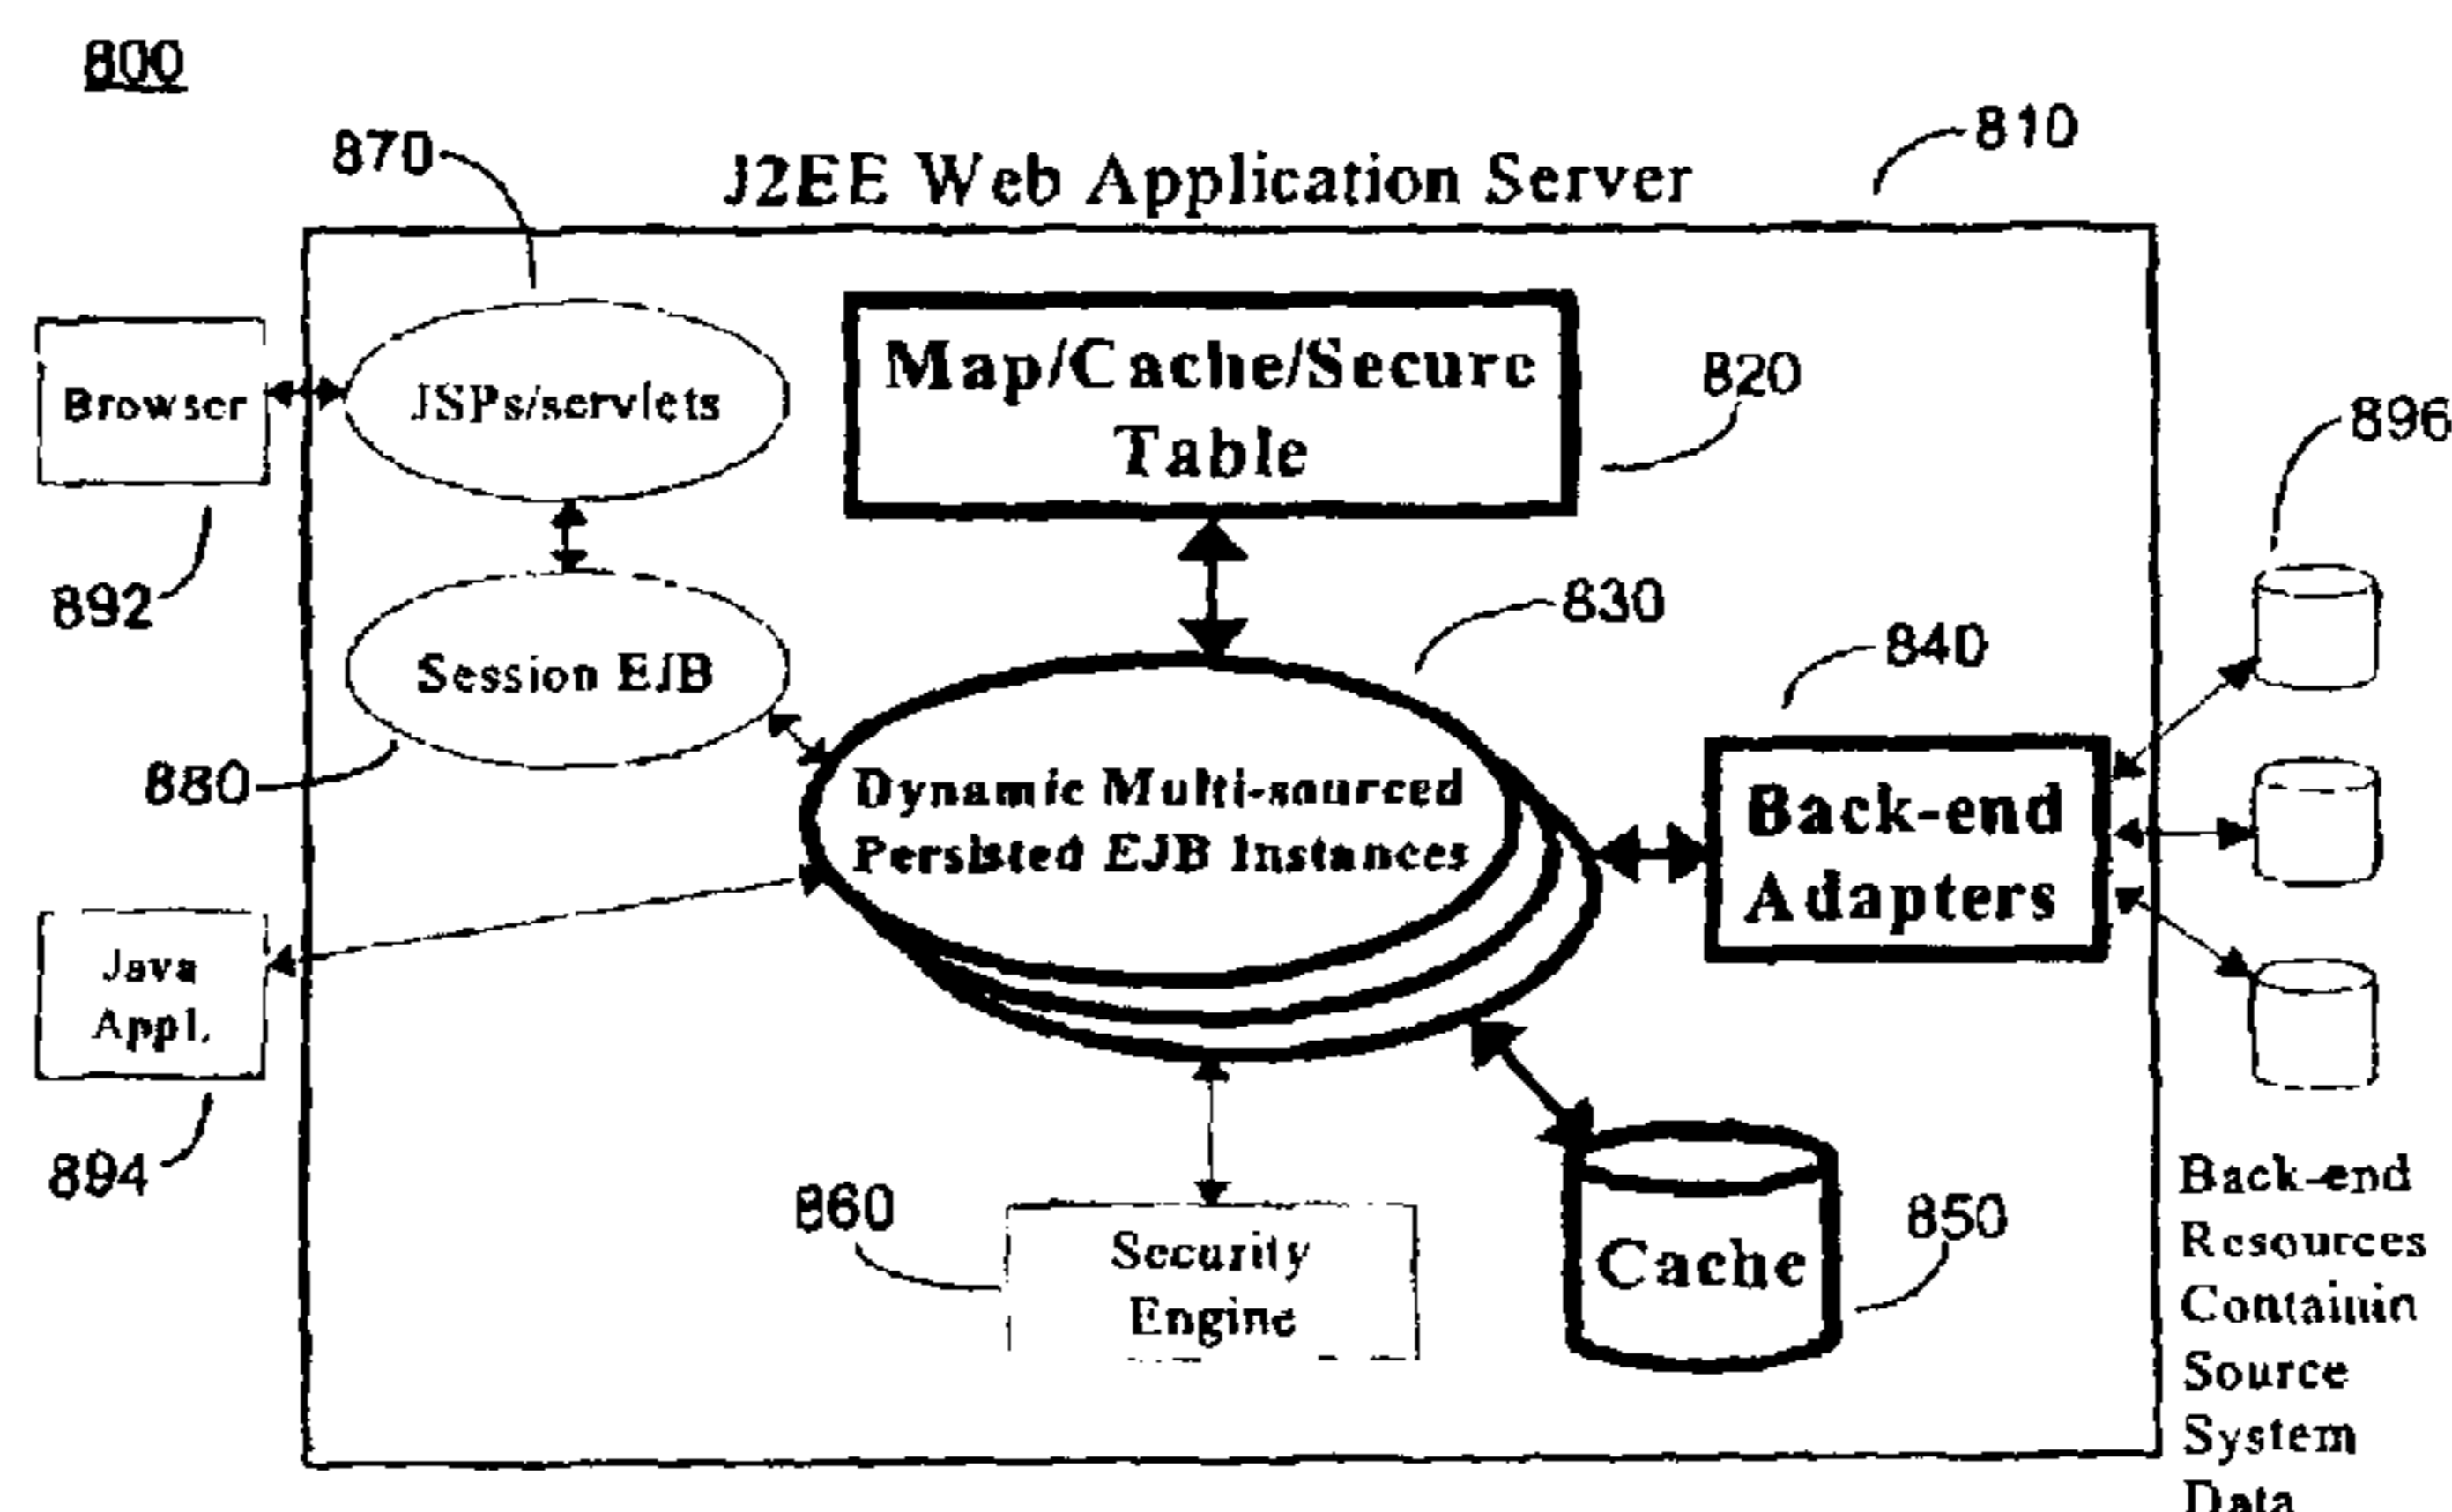 800
870
810
J2EE Web Application Server
Browser
JSPs/servlets
Map/Cache/Secure
Table
820
896
892
Session EJB
830
840
880
Dynamic Multi-sourced
Persisted EJB Instances
Back-end
Adapters
Java
Appl.
894
860
Security
Engine
Cache
850
Back-end
Resources
Containin
Source
System
Data